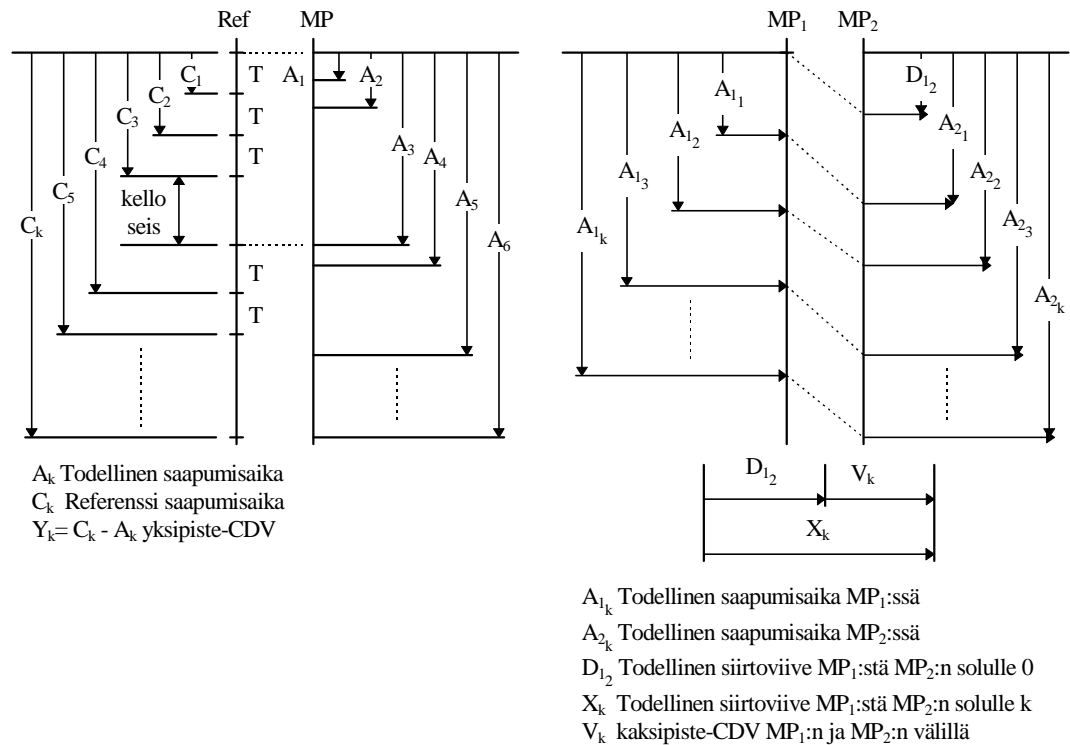 Ref MP
C₁ T A₁ A₂
C₂ T
C₃ T A₃ A₄
C₄
C₅ kello A₅
Cₖ seis A₆
T
T
Aₖ Todellinen saapumisaika
Cₖ Referenssi saapumisaika
Yₖ= Cₖ - Aₖ yksipiste-CDV
MP₁ MP₂
D₁₂
A₁₁ A₂₁
A₁₂ A₂₂
A₁₃ A₂₃
A₁ₖ A₂ₖ
D₁₂ Vₖ
Xₖ
A₁ₖ Todellinen saapumisaika MP₁:ssä
A₂ₖ Todellinen saapumisaika MP₂:ssä
D₁₂ Todellinen siirtoviive MP₁:stä MP₂:n solulle 0
Xₖ Todellinen siirtoviive MP₁:stä MP₂:n solulle k
Vₖ kaksipiste-CDV MP₁:n ja MP₂:n välillä